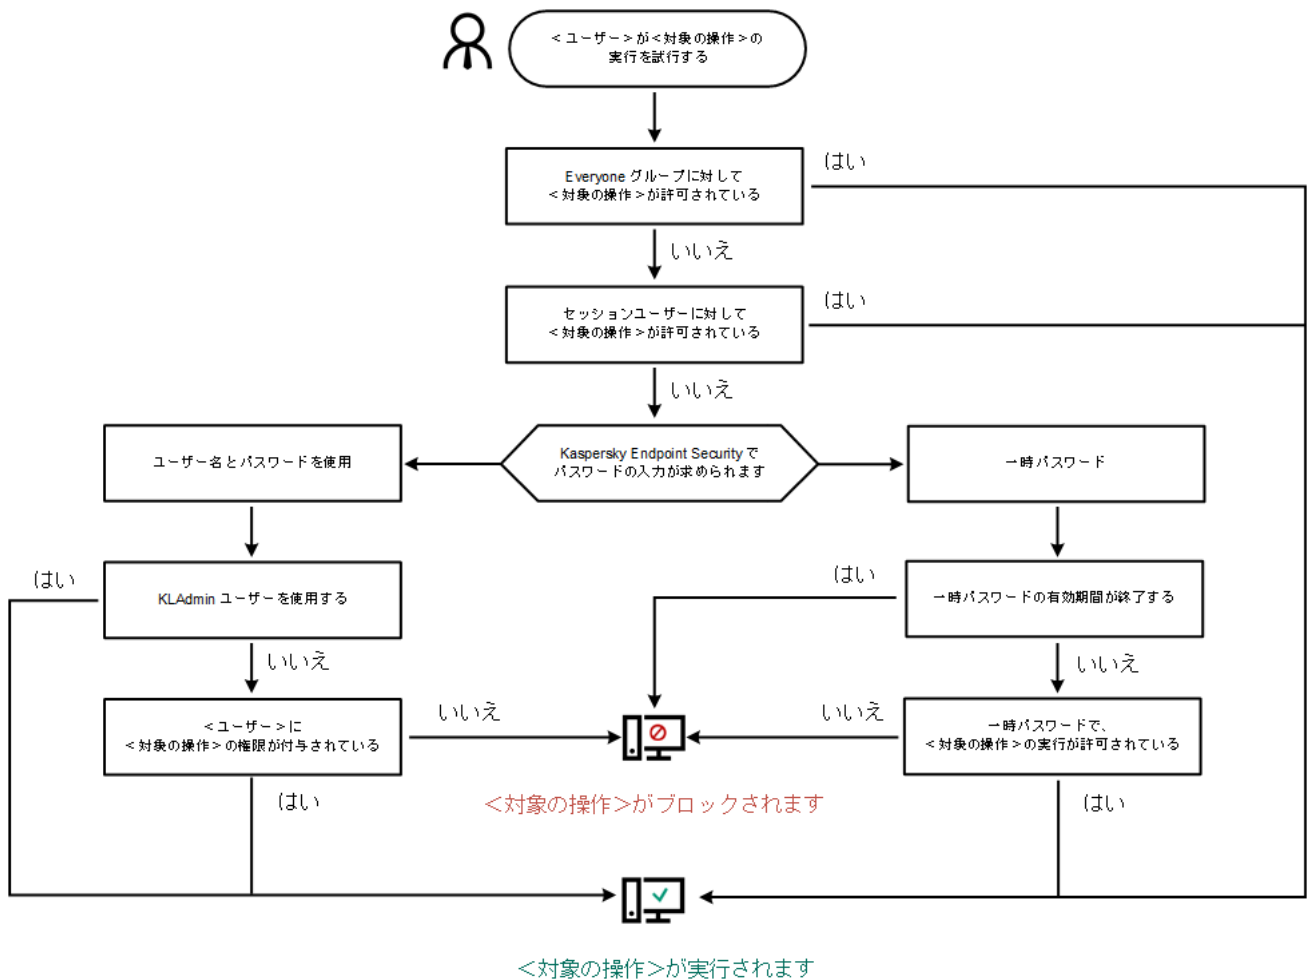 ＜ユーザー＞が＜対象の操作＞の
実行を試行する
はい
Everyone グループに対して
＜対象の操作＞が許可されている
いいえ
はい
セッションユーザーに対して
＜対象の操作＞が許可されている
いいえ
ユーザー名とパスワードを使用
Kaspersky Endpoint Security で
パスワードの入力が求められます
一時パスワード
はい
KLAdmin ユーザーを使用する
はい
一時パスワードの有効期間が終了する
いいえ
いいえ
＜ユーザー＞に
＜対象の操作＞の権限が付与されている
いいえ
いいえ
一時パスワードで、
＜対象の操作＞の実行が許可されている
はい
＜対象の操作＞がブロックされます
はい
＜対象の操作＞が実行されます